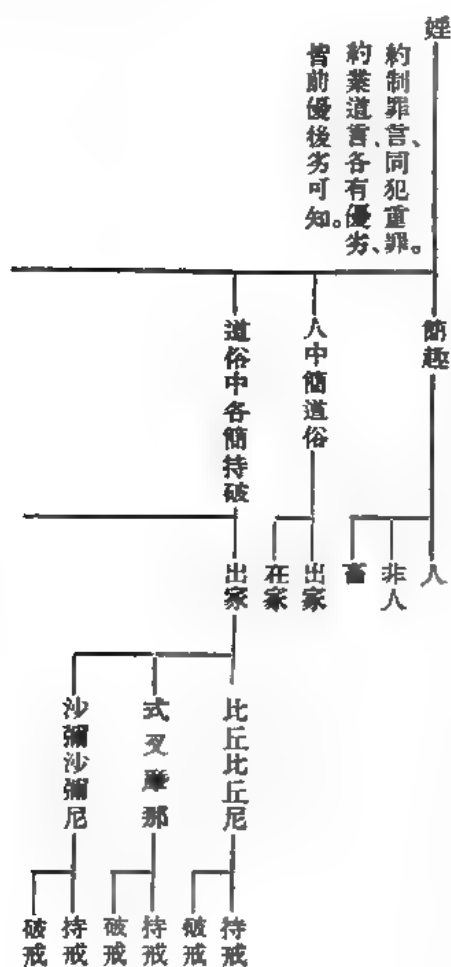 婬
約制罪言、同犯重罪。
約業道言、各有優劣、
皆前優後劣可知。
簡趣
人
非人
畜
人中簡道俗
出家
在家
道俗中各簡持破
出家
比丘比丘尼
持戒
破戒
式叉摩那
持戒
破戒
沙彌沙彌尼
持戒
破戒